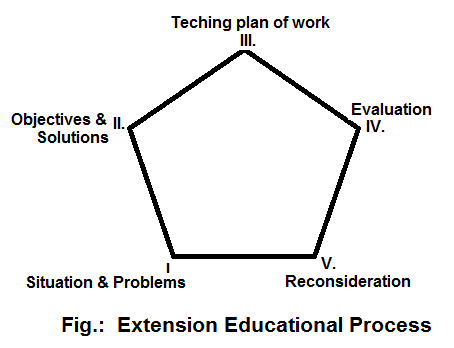 Teching plan of work
III.
Evaluation
IV.
Objectives & II.
Solutions
I
Situation & Problems
V.
Reconsideration
Fig.: Extension Educational Process